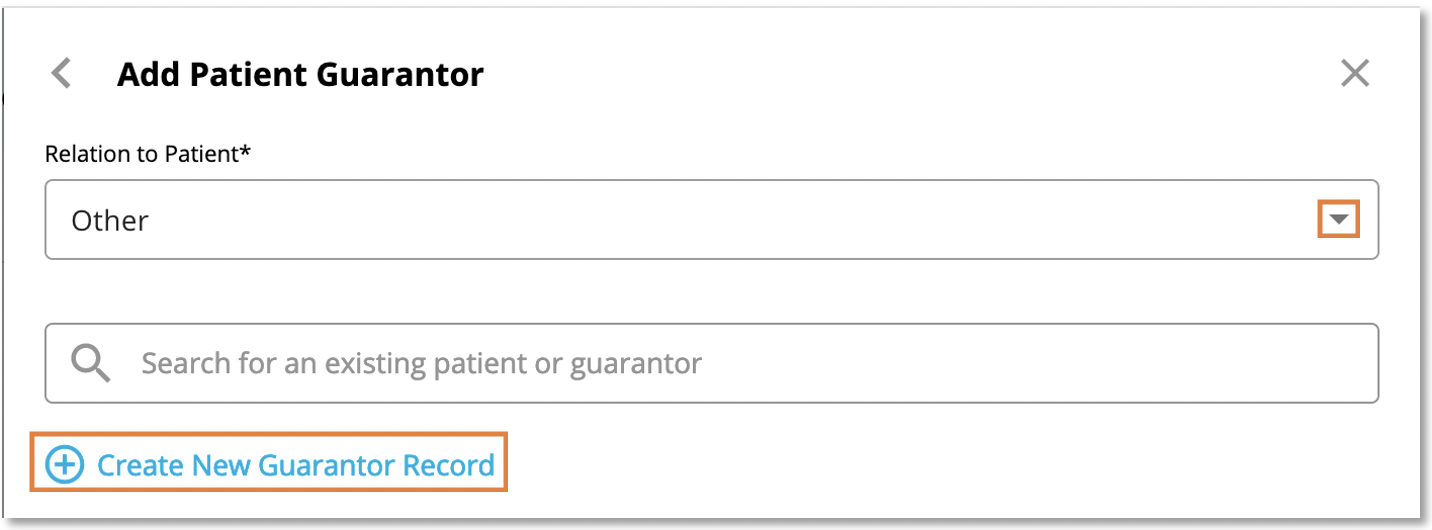 Add Patient Guarantor
Relation to Patient*
Other
Search for an existing patient or guarantor
Create New Guarantor Record